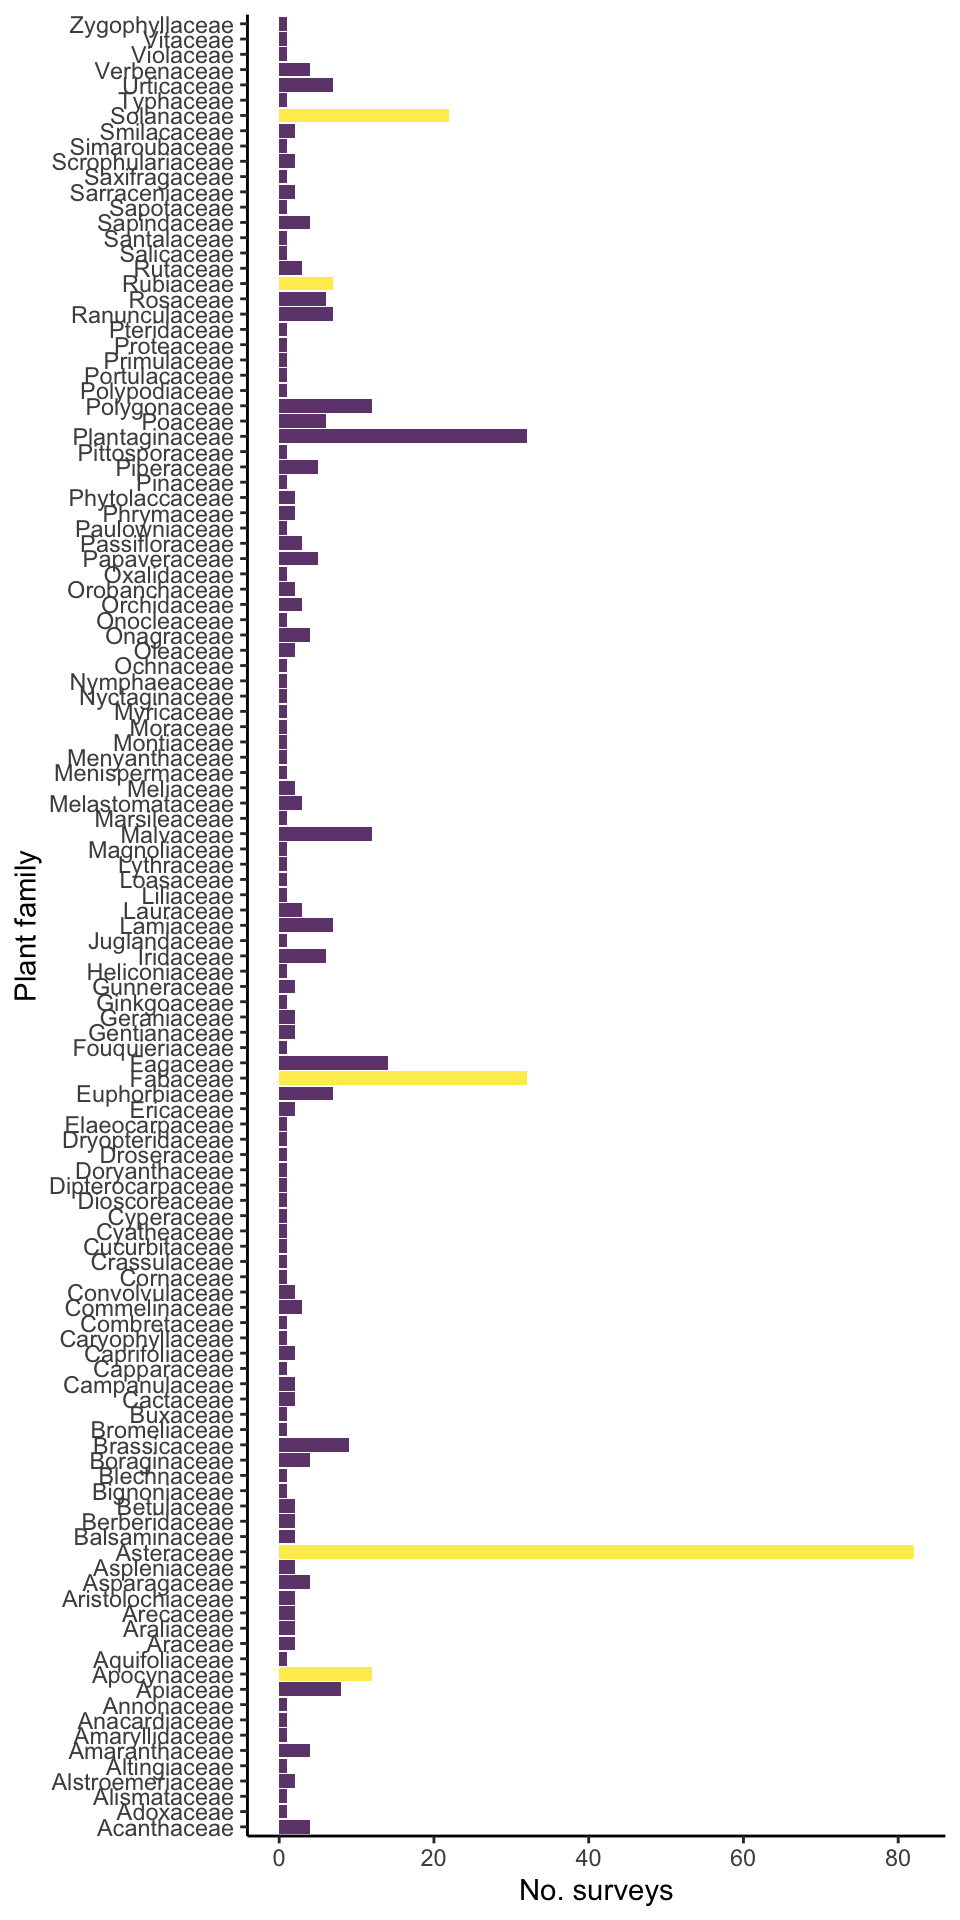 Zygophyllaceae
Vitaceae
Violaceae
Verbenaceae
Urticaceae
Typhaceae
Solanaceae
Smilacaceae
Simaroubaceae
Scrophulariaceae
Saxifragaceae
Sarraceniaceae
Sapotaceae
Sapindaceae
Santalaceae
Salicaceae
Rutaceae
Rubiaceae
Rosaceae
Ranunculaceae
Pteridaceae
Proteaceae
Primulaceae
Portulacaceae
Polypodiaceae
Polygonaceae
Poaceae
Plantaginaceae
Pittosporaceae
Piperaceae
Pinaceae
Phytolaccaceae
Phrymaceae
Paulowniaceae
Passifloraceae
Papaveraceae
Oxalidaceae
Orobanchaceae
Orchidaceae
Onocleaceae
Onagraceae
Oleaceae
Ochnaceae
Nymphaeaceae
Nyctaginaceae
Myricaceae
Moraceae
Montiaceae
Menyanthaceae
Menispermaceae
Meliaceae
Melastomataceae
Marsileaceae
Malvaceae
Magnoliaceae
Lythraceae
Loasaceae
Liliaceae
Lauraceae
Lamiaceae
Juglandaceae
Iridaceae
Heliconiaceae
Gunneraceae
Ginkgoaceae
Geraniaceae
Gentianaceae
Fouquieriaceae
Fagaceae
Fabaceae
Euphorbiaceae
Ericaceae
Elaeocarpaceae
Dryopteridaceae
Droseraceae
Doryanthaceae
Dipterocarpaceae
Dioscoreaceae
Cyperaceae
Cyatheaceae
Cucurbitaceae
Crassulaceae
Cornaceae
Convolvulaceae
Commelinaceae
Combretaceae
Caryophyllaceae
Caprifoliaceae
Capparaceae
Campanulaceae
Cactaceae
Buxaceae
Bromeliaceae
Brassicaceae
Boraginaceae
Blechnaceae
Bignoniaceae
Betulaceae
Berberidaceae
Balsaminaceae
Asteraceae
Aspleniaceae
Asparagaceae
Aristolochiaceae
Arecaceae
Araliaceae
Araceae
Aquifoliaceae
Apocynaceae
Apiaceae
Annonaceae
Anacardiaceae
Amaryllidaceae
Amaranthaceae
Altingiaceae
Alstroemeriaceae
Alismataceae
Adoxaceae
Acanthaceae
Plant family
0 20 40 60 80
No. surveys